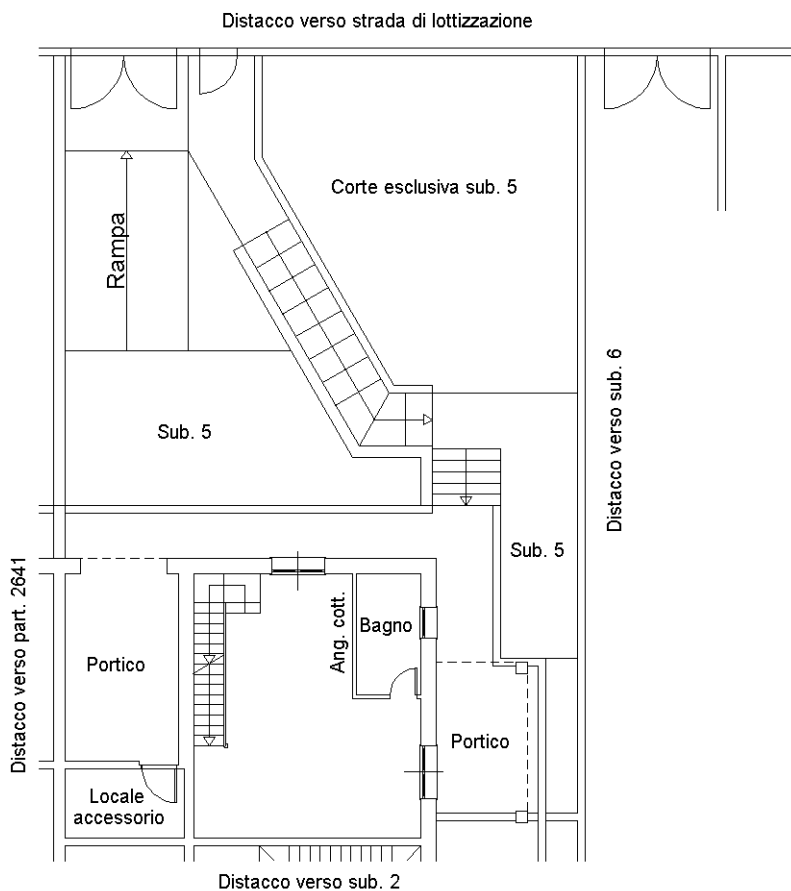 Distacco verso strada di lottizzazione
Corte esclusiva sub. 5
Rampa
Sub. 5
Distacco verso sub. 6
Sub. 5
Distacco verso part. 2641
Ang. cott.
Bagno
Portico
Portico
Locale
accessorio
Distacco verso sub. 2